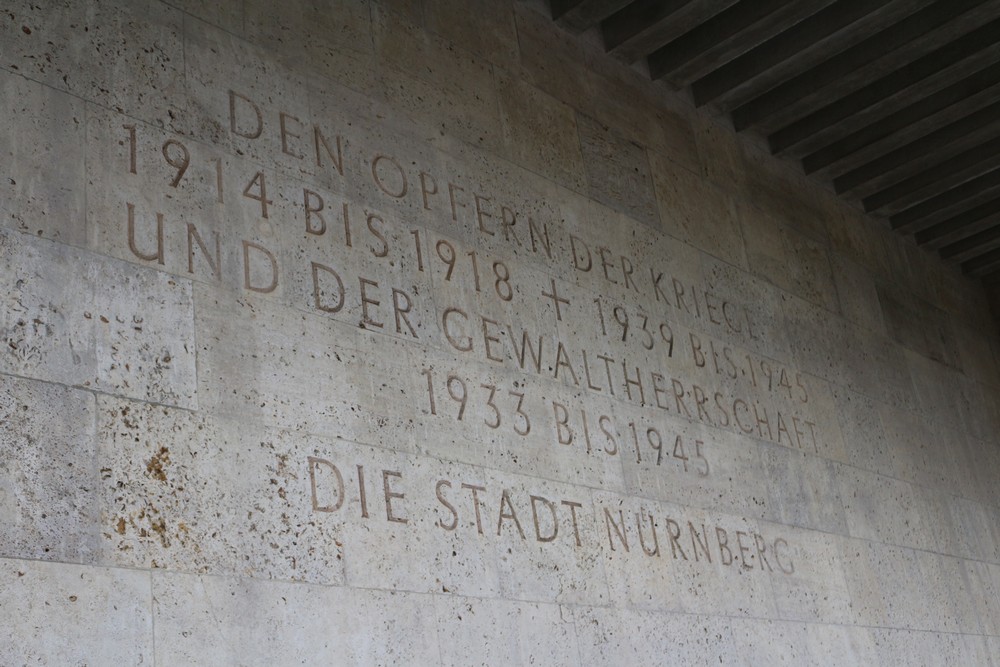 DEN OPFERN DER KRIEGE
1914 BIS 1918 + 1939 BIS 1945
UND DER GEWALTHERRSCHAFT
1933 BIS 1945
DIE STADT NÜRNBERG